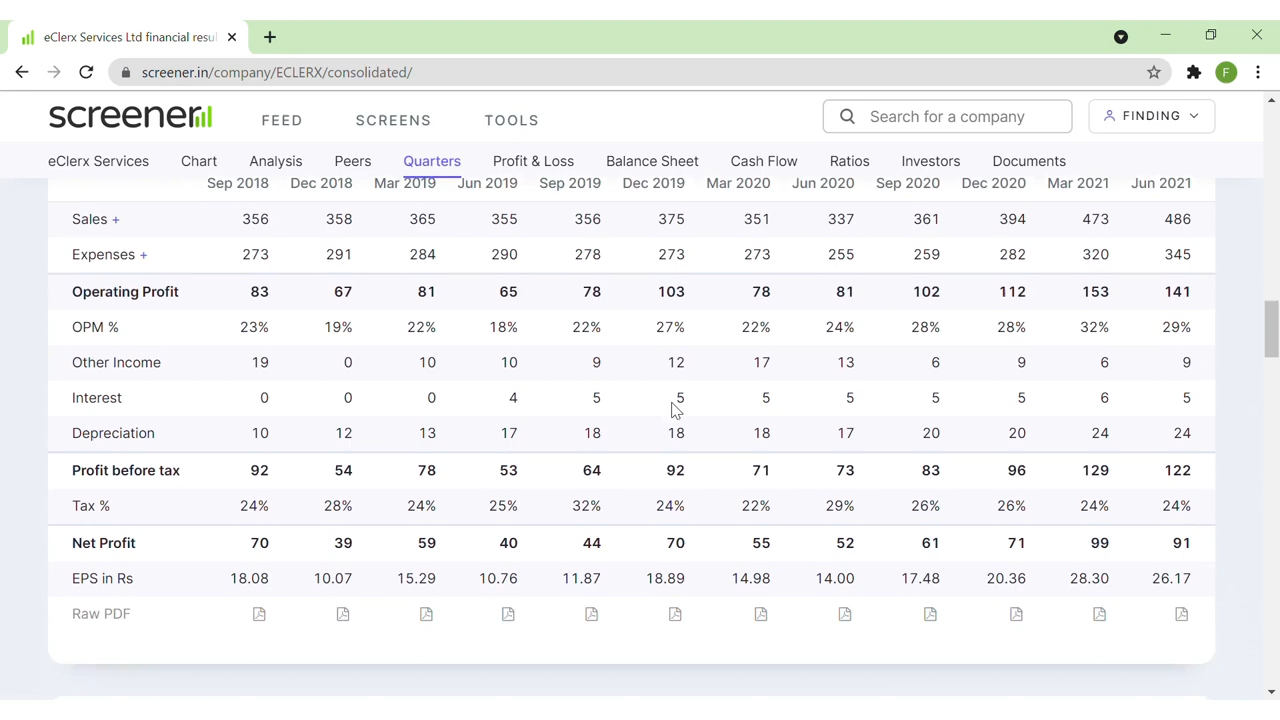 eClerx Services Ltd financial resul
screener.in/company/ECLERX/consolidated/
F
screener
FEED SCREENS TOOLS
Search for a company
FINDING
eClerx Services Chart Analysis Peers Quarters Profit & Loss Balance Sheet Cash Flow Ratios Investors Documents
Sep 2018 Dec 2018 Mar 2019 Jun 2019 Sep 2019 Dec 2019 Mar 2020 Jun 2020 Sep 2020 Dec 2020 Mar 2021 Jun 2021
Sales + 356 358 365 355 356 375 351 337 361 394 473 486
Expenses + 273 291 284 290 278 273 273 255 259 282 320 345
Operating Profit 83 67 81 65 78 103 78 81 102 112 153 141
OPM % 23% 19% 22% 18% 22% 27% 22% 24% 28% 28% 32% 29%
Other Income 19 0 10 10 9 12 17 13 6 9 6 9
Interest 0 0 0 4 5 5 5 5 5 5 6 5
Depreciation 10 12 13 17 18 18 18 17 20 20 24 24
Profit before tax 92 54 78 53 64 92 71 73 83 96 129 122
Tax % 24% 28% 24% 25% 32% 24% 22% 29% 26% 26% 24% 24%
Net Profit 70 39 59 40 44 70 55 52 61 71 99 91
EPS in Rs 18.08 10.07 15.29 10.76 11.87 18.89 14.98 14.00 17.48 20.36 28.30 26.17
Raw PDF